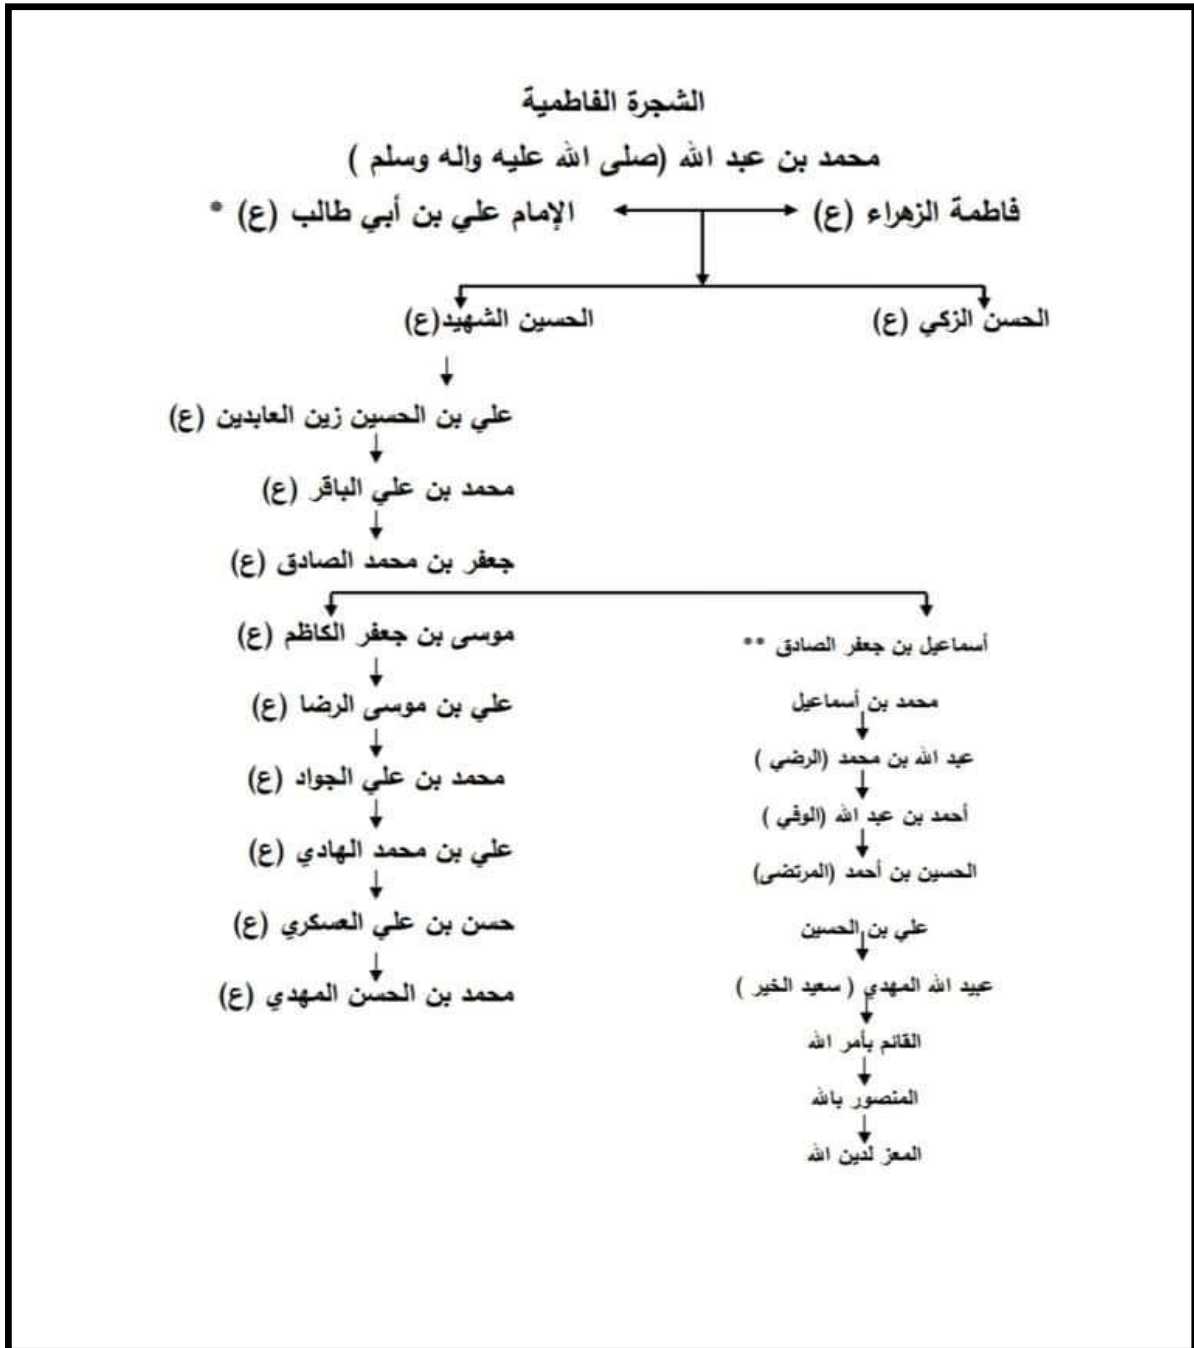 الشجرة الفاطمية
محمد بن عبد الله (صلى الله عليه واله وسلم )
فاطمة الزهراء (ع) الإمام علي بن أبي طالب (ع) *
الحسن الزكي (ع) الحسين الشهيد(ع)
علي بن الحسين زين العابدين (ع)
محمد بن علي الباقر (ع)
جعفر بن محمد الصادق (ع)
أسماعيل بن جعفر الصادق ** موسى بن جعفر الكاظم (ع)
محمد بن أسماعيل علي بن موسى الرضا (ع)
عبد الله بن محمد (الرضي ) محمد بن علي الجواد (ع)
أحمد بن عبد الله (الوفي ) علي بن محمد الهادي (ع)
الحسين بن أحمد (المرتضى)
علي بن الحسين حسن بن علي العسكري (ع)
عبيد الله المهدي ( سعيد الخير ) محمد بن الحسن المهدي (ع)
القائم بأمر الله
المنصور بالله
المعز لدين الله